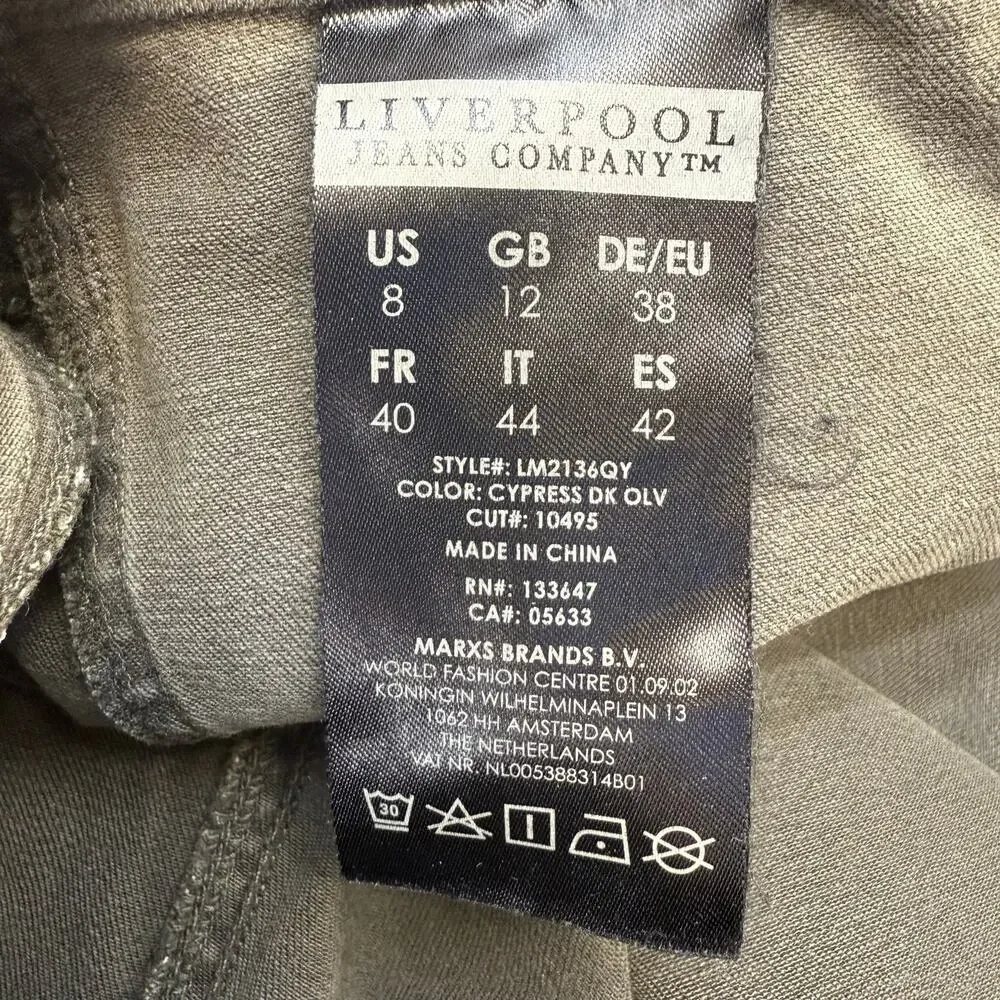 LIVERPOOL
JEANS COMPANY™
US GB DE/EU
8 12 38
FR IT ES
40 44 42
STYLE#: LM2136QY
COLOR: CYPRESS DK OLV
CUT#: 10495
MADE IN CHINA
RN#: 133647
CA#: 05633
MARXS BRANDS B.V.
WORLD FASHION CENTRE 01.09.02
KONINGIN WILHELMINAPLEIN 13
1062 HH AMSTERDAM
THE NETHERLANDS
VAT NR. NL005388314B01
30